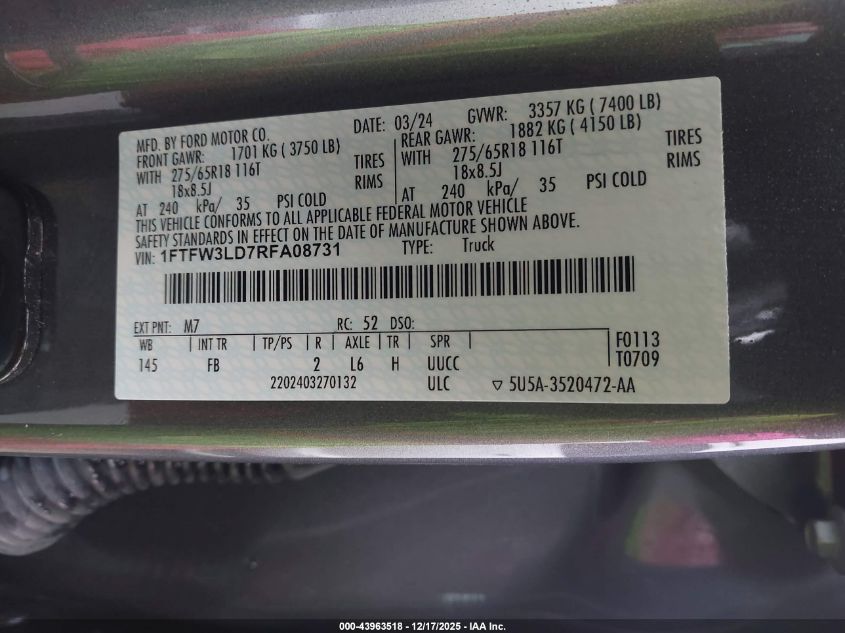 MFD. BY FORD MOTOR CO. DATE: 03/24 GVWR: 3357 KG ( 7400 LB)
FRONT GAWR: 1701 KG ( 3750 LB) REAR GAWR: 1882 KG ( 4150 LB)
WITH 275/65R18 116T TIRES WITH 275/65R18 116T TIRES
18x8.5J RIMS 18x8.5J RIMS
AT 240 kPa/ 35 PSI COLD AT 240 kPa/ 35 PSI COLD
THIS VEHICLE CONFORMS TO ALL APPLICABLE FEDERAL MOTOR VEHICLE
SAFETY STANDARDS IN EFFECT ON THE DATE OF MANUFACTURE SHOWN ABOVE.
VIN: 1FTFW3LD7RFA08731 TYPE: Truck
EXT PNT: M7 RC: 52 DSO:
WB INT TR TP/PS R AXLE TR SPR F0113
145 FB 2 L6 H UUCC T0709
2202403270132 ULC ▽ 5U5A-3520472-AA
000-43963518 - 12/17/2025 - IAA Inc.